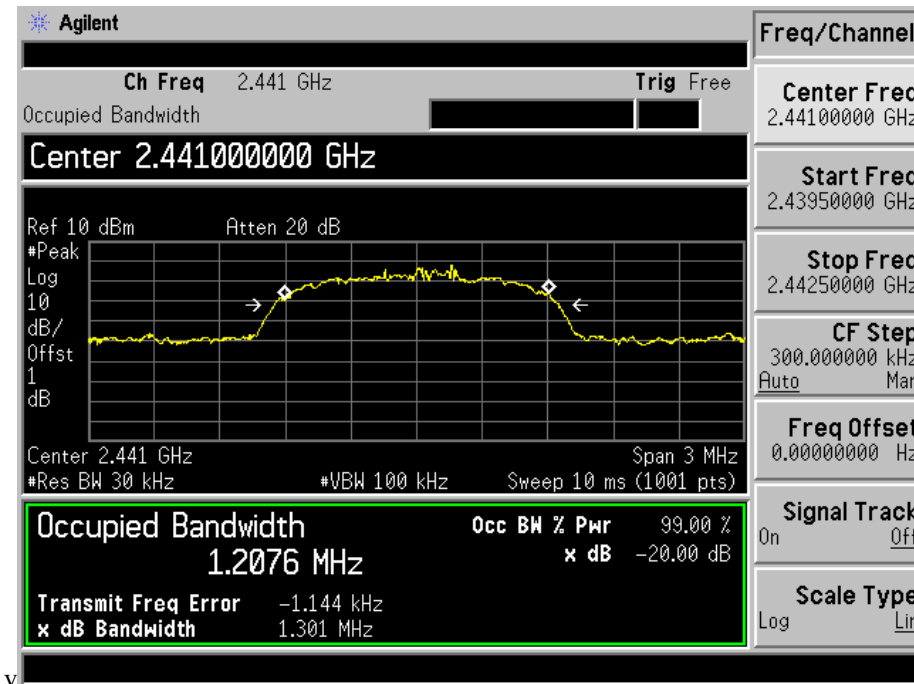 Agilent
Freq/Channel
Ch Freq 2.441 GHz Trig Free
Occupied Bandwidth
Center 2.441000000 GHz
Ref 10 dBm Atten 20 dB
#Peak
Log
10
dB/
Offst
1
dB
Center 2.441 GHz Span 3 MHz
#Res BW 30 kHz #VBW 100 kHz Sweep 10 ms (1001 pts)
Occupied Bandwidth
1.2076 MHz
Occ BW % Pwr 99.00 %
x dB -20.00 dB
Transmit Freq Error -1.144 kHz
x dB Bandwidth 1.301 MHz
Center Freq
2.44100000 GHz
Start Freq
2.43950000 GHz
Stop Freq
2.44250000 GHz
CF Step
300.000000 kHz
Auto Man
Freq Offset
0.00000000 Hz
Signal Track
On Off
Scale Type
Log Lin
v